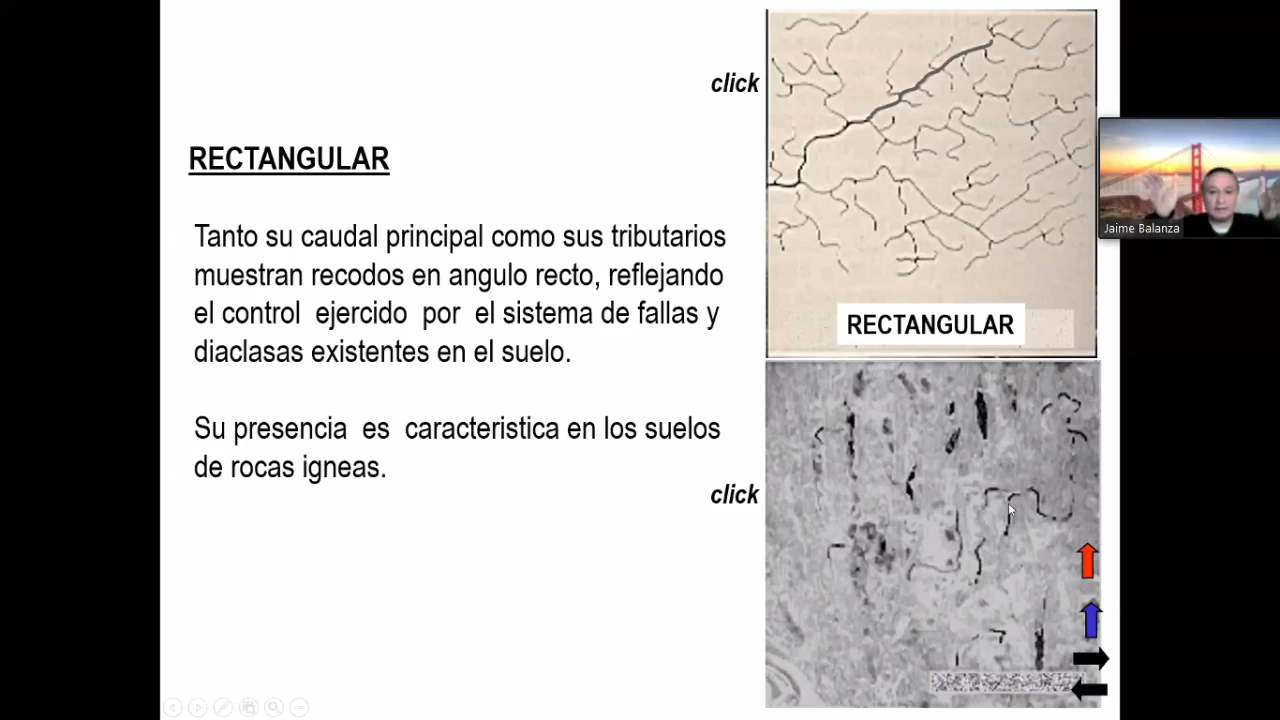 click
RECTANGULAR
Tanto su caudal principal como sus tributarios
muestran recodos en angulo recto, reflejando
el control ejercido por el sistema de fallas y
diaclasas existentes en el suelo.
Su presencia es caracteristica en los suelos
de rocas igneas.
click
RECTANGULAR
Jaime Balanza